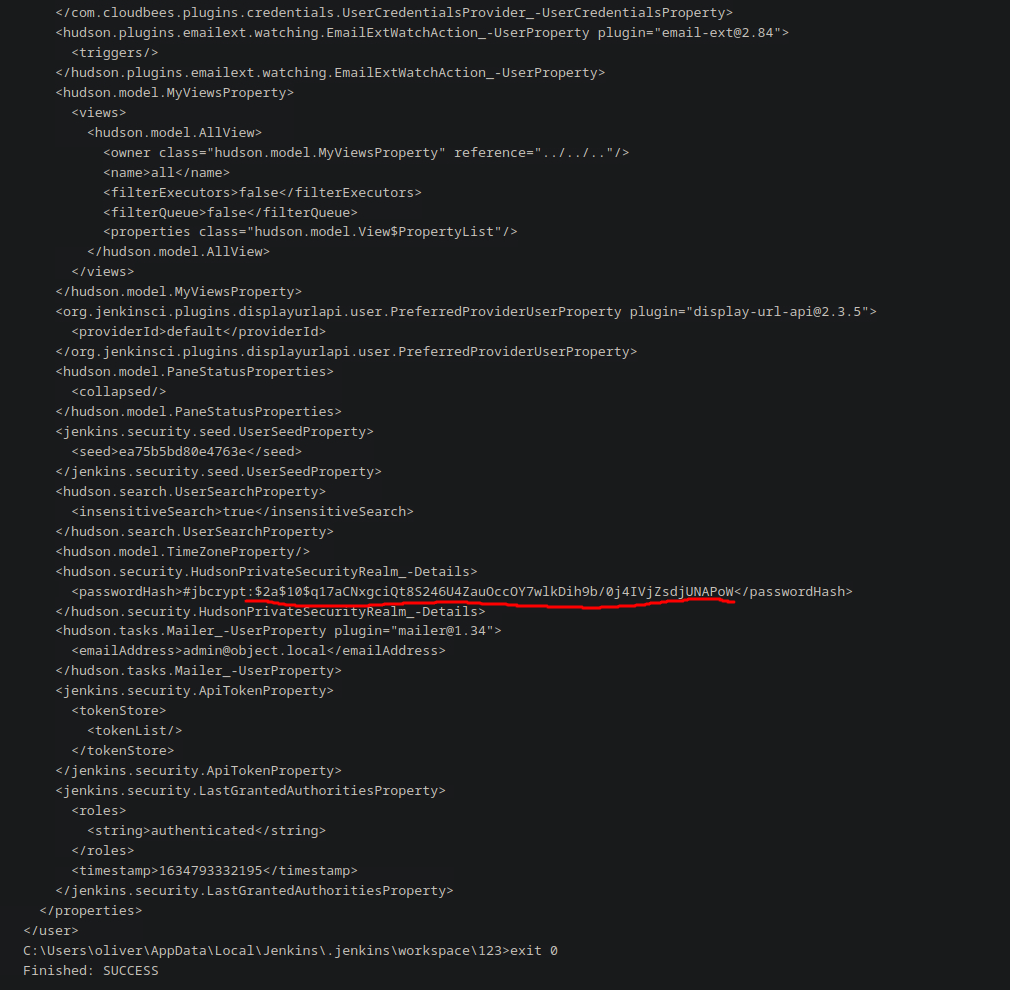 </com.cloudbees.plugins.credentials.UserCredentialsProvider_-UserCredentialsProperty>
<hudson.plugins.emailext.watching.EmailExtWatchAction_-UserProperty plugin="email-ext@2.84">
<triggers/>
</hudson.plugins.emailext.watching.EmailExtWatchAction_-UserProperty>
<hudson.model.MyViewsProperty>
<views>
<hudson.model.AllView>
<owner class="hudson.model.MyViewsProperty" reference="../../.."/>
<name>all</name>
<filterExecutors>false</filterExecutors>
<filterQueue>false</filterQueue>
<properties class="hudson.model.View$PropertyList"/>
</hudson.model.AllView>
</views>
</hudson.model.MyViewsProperty>
<org.jenkinsci.plugins.displayurlapi.user.PreferredProviderUserProperty plugin="display-url-api@2.3.5">
<providerId>default</providerId>
</org.jenkinsci.plugins.displayurlapi.user.PreferredProviderUserProperty>
<hudson.model.PaneStatusProperties>
<collapsed/>
</hudson.model.PaneStatusProperties>
<jenkins.security.seed.UserSeedProperty>
<seed>ea75b5bd80e4763e</seed>
</jenkins.security.seed.UserSeedProperty>
<hudson.search.UserSearchProperty>
<insensitiveSearch>true</insensitiveSearch>
</hudson.search.UserSearchProperty>
<hudson.model.TimeZoneProperty/>
<hudson.security.HudsonPrivateSecurityRealm_-Details>
<passwordHash>#jbcrypt:$2a$10$q17aCNxgciQt8S246U4ZauOccOY7wlkDih9b/0j4IVjZsdjUNAPoW</passwordHash>
</hudson.security.HudsonPrivateSecurityRealm_-Details>
<hudson.tasks.Mailer_-UserProperty plugin="mailer@1.34">
<emailAddress>admin@object.local</emailAddress>
</hudson.tasks.Mailer_-UserProperty>
<jenkins.security.ApiTokenProperty>
<tokenStore>
<tokenList/>
</tokenStore>
</jenkins.security.ApiTokenProperty>
<jenkins.security.LastGrantedAuthoritiesProperty>
<roles>
<string>authenticated</string>
</roles>
<timestamp>1634793332195</timestamp>
</jenkins.security.LastGrantedAuthoritiesProperty>
</properties>
</user>
C:\Users\oliver\AppData\Local\Jenkins\.jenkins\workspace\123>exit 0
Finished: SUCCESS